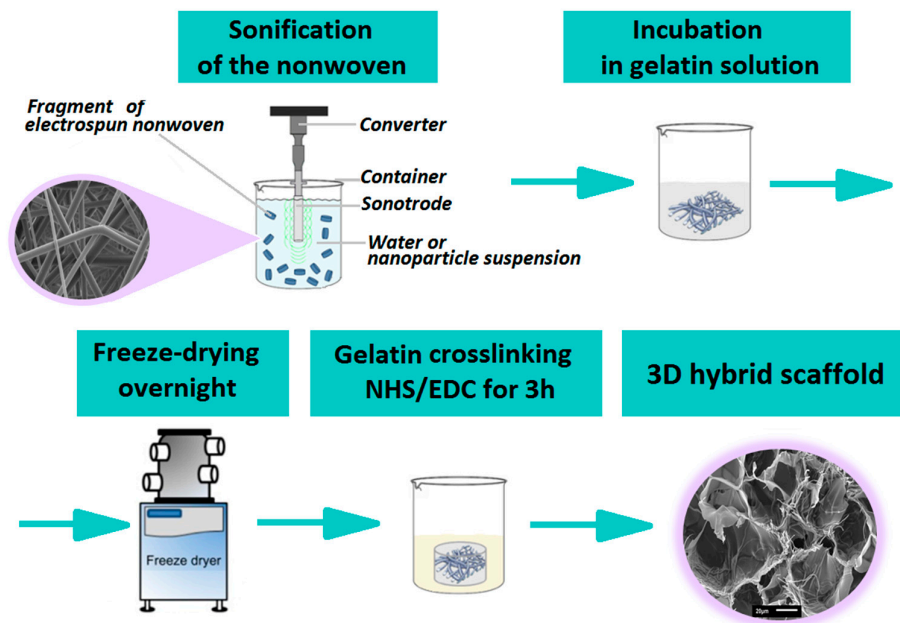 Sonification
of the nonwoven
Incubation
in gelatin solution
Fragment of
electrospun nonwoven
Converter
Container
Sonotrode
Water or
nanoparticle suspension
Freeze-drying
overnight
Gelatin crosslinking
NHS/EDC for 3h
3D hybrid scaffold
Freeze dryer
20µm